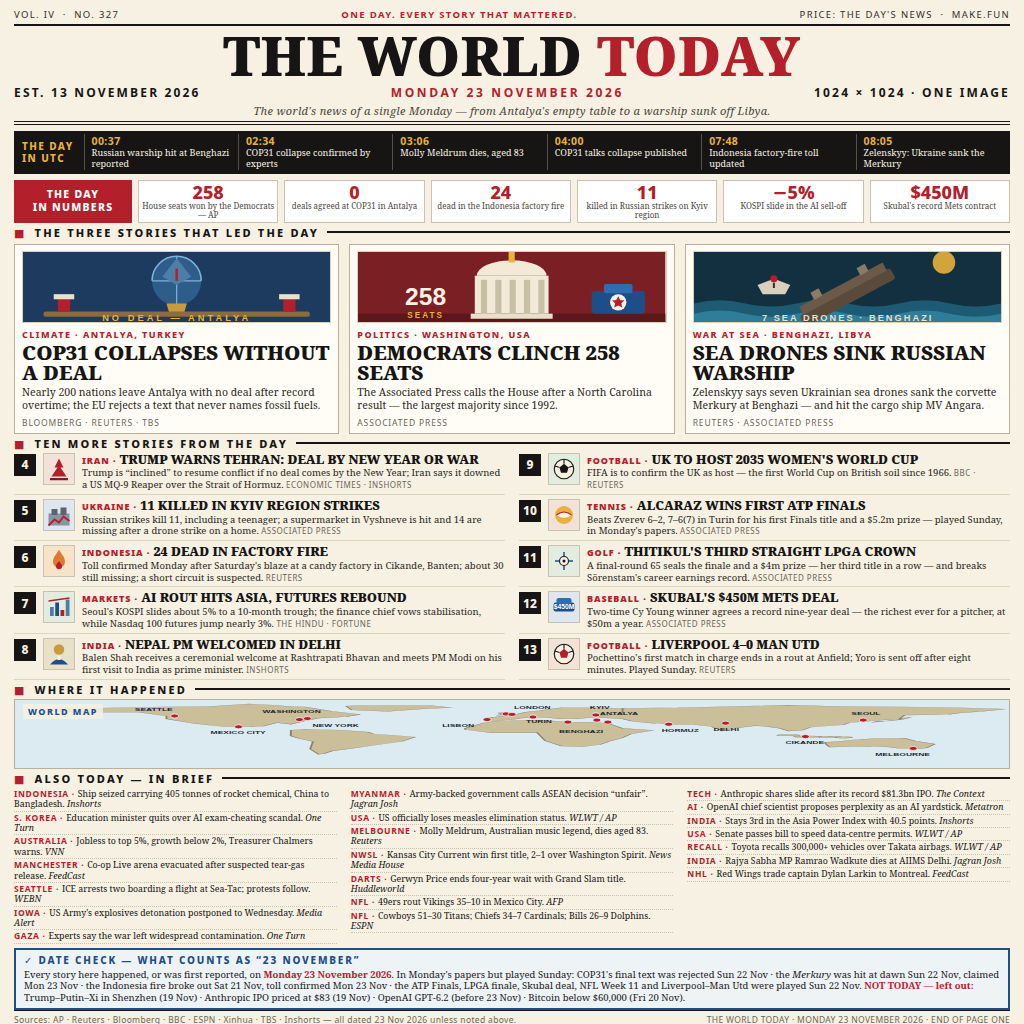 VOL. IV · NO. 327
ONE DAY. EVERY STORY THAT MATTERED.
PRICE: THE DAY'S NEWS · MAKE.FUN
THE WORLD TODAY
EST. 13 NOVEMBER 2026
MONDAY 23 NOVEMBER 2026
1024 × 1024 · ONE IMAGE
The world's news of a single Monday — from Antalya's empty table to a warship sunk off Libya.
THE DAY
IN UTC
00:37
Russian warship hit at Benghazi
reported
02:34
COP31 collapse confirmed by
experts
03:06
Molly Meldrum dies, aged 83
04:00
COP31 talks collapse published
07:48
Indonesia factory-fire toll
updated
08:05
Zelenskyy: Ukraine sank the
Merkury
THE DAY
IN NUMBERS
258
House seats won by the Democrats
— AP
0
deals agreed at COP31 in Antalya
24
dead in the Indonesia factory fire
11
killed in Russian strikes on Kyiv
region
−5%
KOSPI slide in the AI sell-off
$450M
Skubal's record Mets contract
■ THE THREE STORIES THAT LED THE DAY
NO DEAL — ANTALYA
CLIMATE · ANTALYA, TURKEY
COP31 COLLAPSES WITHOUT
A DEAL
Nearly 200 nations leave Antalya with no deal after record
overtime; the EU rejects a text that never names fossil fuels.
BLOOMBERG · REUTERS · TBS
258
SEATS
POLITICS · WASHINGTON, USA
DEMOCRATS CLINCH 258
SEATS
The Associated Press calls the House after a North Carolina
result — the largest majority since 1992.
ASSOCIATED PRESS
7 SEA DRONES · BENGHAZI
WAR AT SEA · BENGHAZI, LIBYA
SEA DRONES SINK RUSSIAN
WARSHIP
Zelenskyy says seven Ukrainian sea drones sank the corvette
Merkury at Benghazi — and hit the cargo ship MV Angara.
REUTERS · ASSOCIATED PRESS
■ TEN MORE STORIES FROM THE DAY
4
IRAN · TRUMP WARNS TEHRAN: DEAL BY NEW YEAR OR WAR
Trump is “inclined” to resume conflict if no deal comes by the New Year; Iran says it downed
a US MQ-9 Reaper over the Strait of Hormuz. ECONOMIC TIMES · INSHORTS
5
UKRAINE · 11 KILLED IN KYIV REGION STRIKES
Russian strikes kill 11, including a teenager; a supermarket in Vyshneve is hit and 14 are
missing after a drone strike on a home. ASSOCIATED PRESS
6
INDONESIA · 24 DEAD IN FACTORY FIRE
Toll confirmed Monday after Saturday's blaze at a candy factory in Cikande, Banten; about 30
still missing; a short circuit is suspected. REUTERS
7
MARKETS · AI ROUT HITS ASIA, FUTURES REBOUND
Seoul's KOSPI slides about 5% to a 10-month trough; the finance chief vows stabilisation,
while Nasdaq 100 futures jump nearly 3%. THE HINDU · FORTUNE
8
INDIA · NEPAL PM WELCOMED IN DELHI
Balen Shah receives a ceremonial welcome at Rashtrapati Bhavan and meets PM Modi on his
first visit to India as prime minister. INSHORTS
9
FOOTBALL · UK TO HOST 2035 WOMEN'S WORLD CUP
FIFA is to confirm the UK as host — the first World Cup on British soil since 1966. BBC ·
REUTERS
10
TENNIS · ALCARAZ WINS FIRST ATP FINALS
Beats Zverev 6–2, 7–6(7) in Turin for his first Finals title and a $5.2m prize — played Sunday,
in Monday's papers. ASSOCIATED PRESS
11
GOLF · THITIKUL'S THIRD STRAIGHT LPGA CROWN
A final-round 65 seals the finale and a $4m prize — her third title in a row — and breaks
Sörenstam's career earnings record. ASSOCIATED PRESS
12
$450M
BASEBALL · SKUBAL'S $450M METS DEAL
Two-time Cy Young winner agrees a record nine-year deal — the richest ever for a pitcher, at
$50m a year. ASSOCIATED PRESS
13
FOOTBALL · LIVERPOOL 4–0 MAN UTD
Pochettino's first match in charge ends in a rout at Anfield; Yoro is sent off after eight
minutes. Played Sunday. REUTERS
■ WHERE IT HAPPENED
WORLD MAP
SEATTLE
WASHINGTON
NEW YORK
MEXICO CITY
LONDON
LISBON
TURIN
KYIV
ANTALYA
BENGHAZI
HORMUZ
DELHI
SEOUL
CIKANDE
MELBOURNE
■ ALSO TODAY — IN BRIEF
INDONESIA · Ship seized carrying 405 tonnes of rocket chemical, China to
Bangladesh. Inshorts
S. KOREA · Education minister quits over AI exam-cheating scandal. One
Turn
AUSTRALIA · Jobless to top 5%, growth below 2%, Treasurer Chalmers
warns. VNN
MANCHESTER · Co-op Live arena evacuated after suspected tear-gas
release. FeedCast
SEATTLE · ICE arrests two boarding a flight at Sea-Tac; protests follow.
WEBN
IOWA · US Army's explosives detonation postponed to Wednesday. Media
Alert
GAZA · Experts say the war left widespread contamination. One Turn
MYANMAR · Army-backed government calls ASEAN decision “unfair”.
Jagran Josh
USA · US officially loses measles elimination status. WLWT / AP
MELBOURNE · Molly Meldrum, Australian music legend, dies aged 83.
Reuters
NWSL · Kansas City Current win first title, 2–1 over Washington Spirit. News
Media House
DARTS · Gerwyn Price ends four-year wait with Grand Slam title.
Huddleworld
NFL · 49ers rout Vikings 35–10 in Mexico City. AFP
NFL · Cowboys 51–30 Titans; Chiefs 34–7 Cardinals; Bills 26–9 Dolphins.
ESPN
TECH · Anthropic shares slide after its record $81.3bn IPO. The Context
AI · OpenAI chief scientist proposes perplexity as an AI yardstick. Metatron
INDIA · Stays 3rd in the Asia Power Index with 40.5 points. Inshorts
USA · Senate passes bill to speed data-centre permits. WLWT / AP
RECALL · Toyota recalls 300,000+ vehicles over Takata airbags. WLWT / AP
INDIA · Rajya Sabha MP Ramrao Wadkute dies at AIIMS Delhi. Jagran Josh
NHL · Red Wings trade captain Dylan Larkin to Montreal. FeedCast
✓ DATE CHECK — WHAT COUNTS AS “23 NOVEMBER”
Every story here happened, or was first reported, on Monday 23 November 2026. In Monday's papers but played Sunday: COP31's final text was rejected Sun 22 Nov · the Merkury was hit at dawn Sun 22 Nov, claimed
Mon 23 Nov · the Indonesia fire broke out Sat 21 Nov, toll confirmed Mon 23 Nov · the ATP Finals, LPGA finale, Skubal deal, NFL Week 11 and Liverpool–Man Utd were played Sun 22 Nov. NOT TODAY — left out:
Trump–Putin–Xi in Shenzhen (19 Nov) · Anthropic IPO priced at $83 (19 Nov) · OpenAI GPT-6.2 (before 23 Nov) · Bitcoin below $60,000 (Fri 20 Nov).
Sources: AP · Reuters · Bloomberg · BBC · ESPN · Xinhua · TBS · Inshorts — all dated 23 Nov 2026 unless noted above.
THE WORLD TODAY · MONDAY 23 NOVEMBER 2026 · END OF PAGE ONE